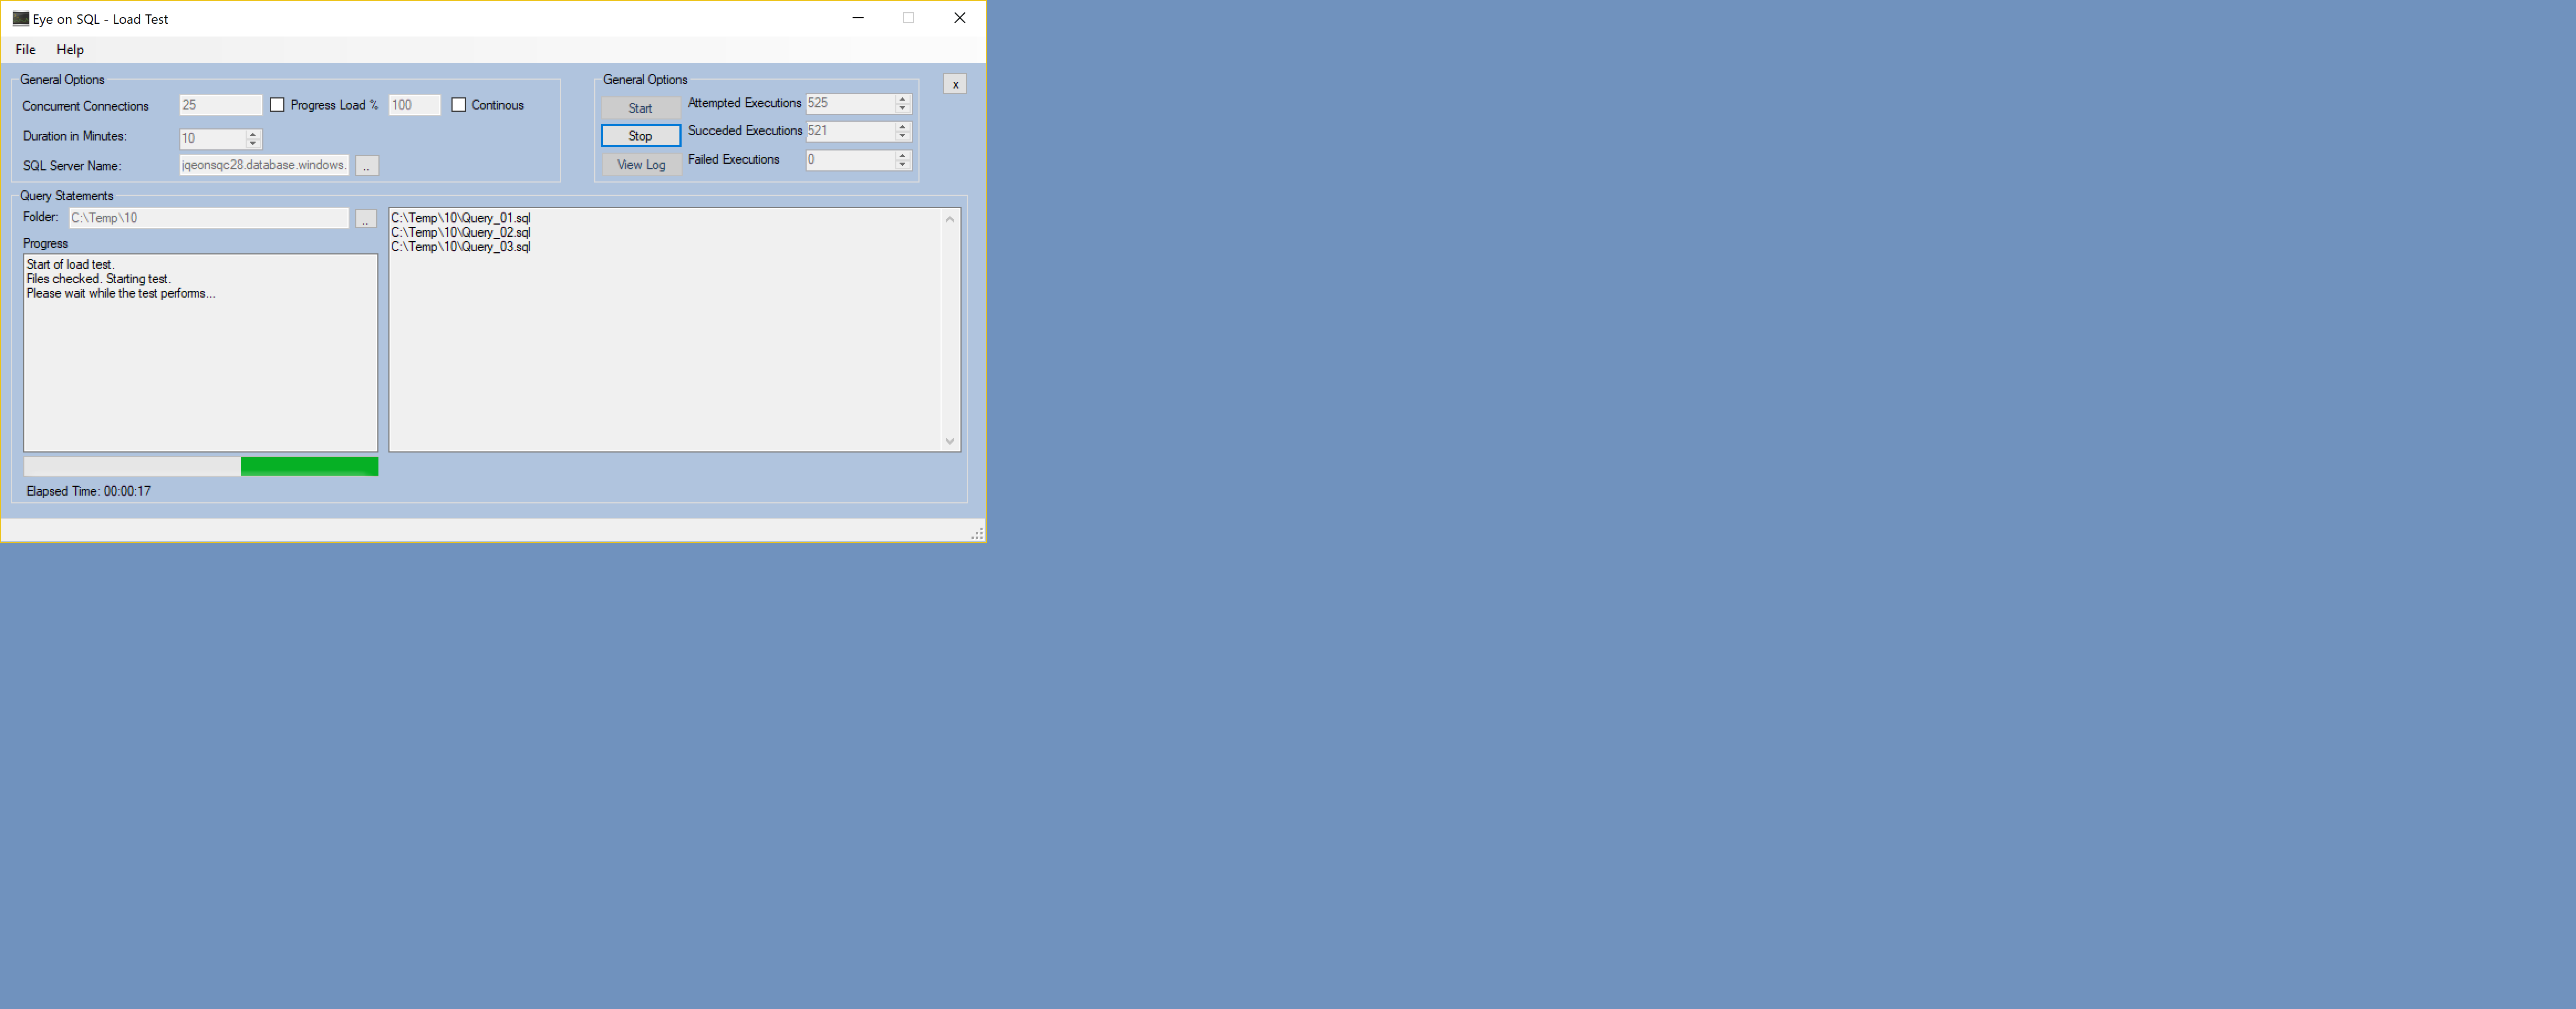 Eye on SQL - Load Test
File Help
General Options
Concurrent Connections 25 Progress Load % 100 Continous
Duration in Minutes: 10
SQL Server Name: jqeonsqc28.database.windows. ..
General Options
Start Attempted Executions 525
Stop Succeded Executions 521
View Log Failed Executions 0
x
Query Statements
Folder: C:\Temp\10 ..
Progress
Start of load test.
Files checked. Starting test.
Please wait while the test performs...
C:\Temp\10\Query_01.sql
C:\Temp\10\Query_02.sql
C:\Temp\10\Query_03.sql
Elapsed Time: 00:00:17